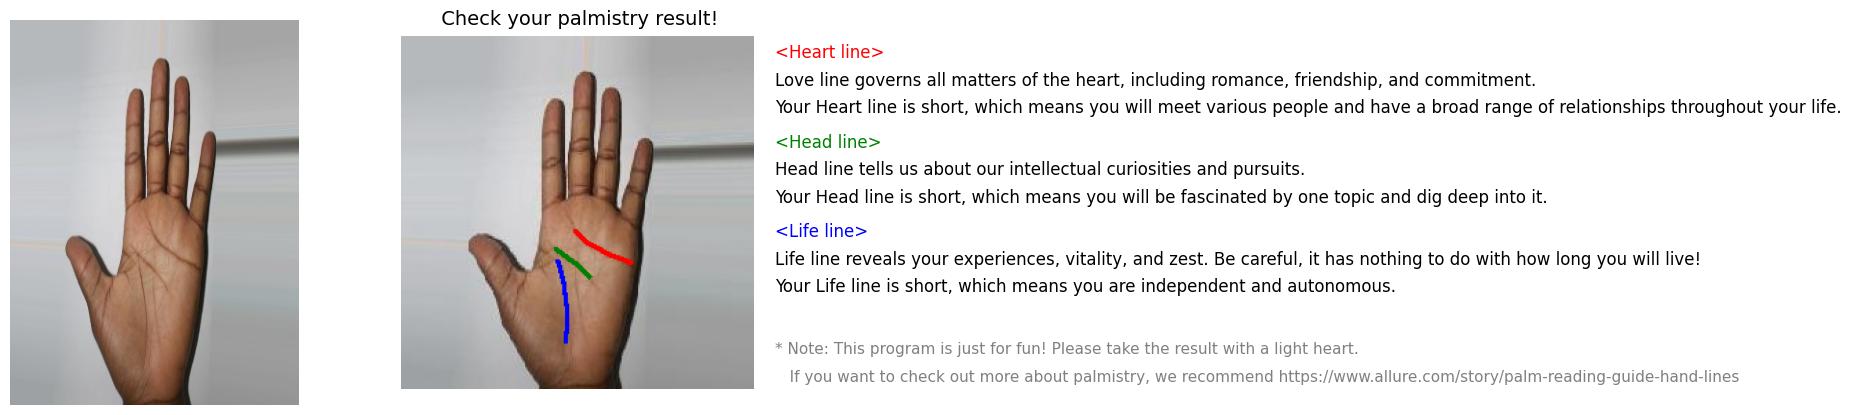 Check your palmistry result!
<Heart line>
Love line governs all matters of the heart, including romance, friendship, and commitment.
Your Heart line is short, which means you will meet various people and have a broad range of relationships throughout your life.
<Head line>
Head line tells us about our intellectual curiosities and pursuits.
Your Head line is short, which means you will be fascinated by one topic and dig deep into it.
<Life line>
Life line reveals your experiences, vitality, and zest. Be careful, it has nothing to do with how long you will live!
Your Life line is short, which means you are independent and autonomous.
* Note: This program is just for fun! Please take the result with a light heart.
If you want to check out more about palmistry, we recommend https://www.allure.com/story/palm-reading-guide-hand-lines